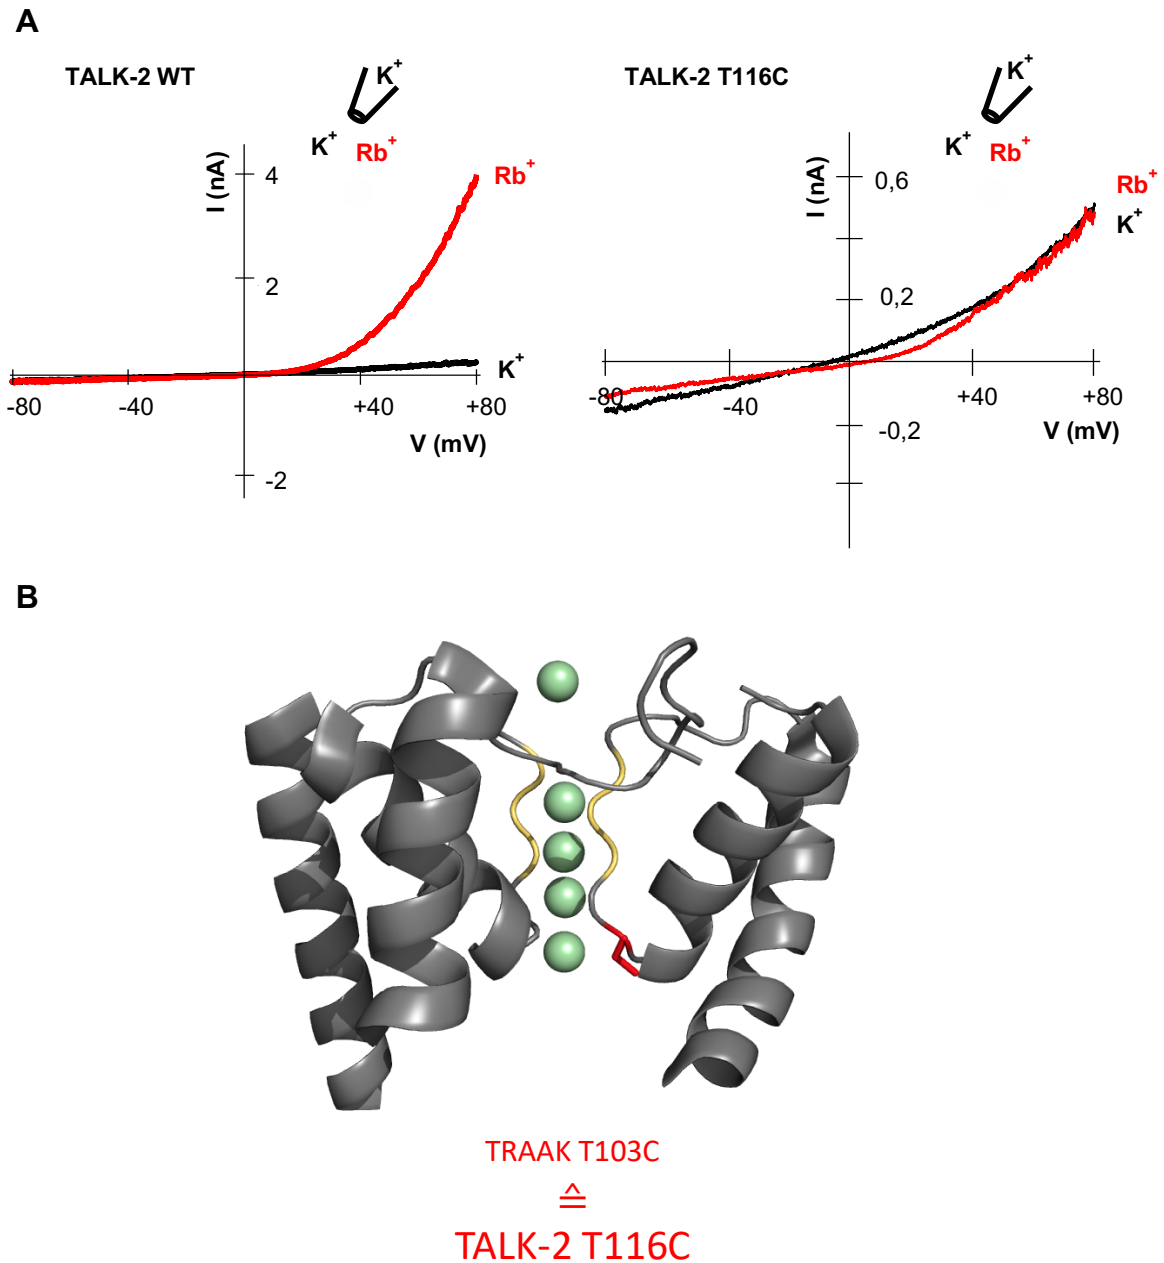 A
TALK-2 WT
K⁺
K⁺ Rb⁺
I (nA)
4
2
-2
-80
-40
+40
+80
V (mV)
Rb⁺
K⁺
TALK-2 T116C
K⁺
K⁺ Rb⁺
I (nA)
0,6
0,2
-0,2
-80
-40
+40
+80
V (mV)
Rb⁺
K⁺
B
TRAAK T103C
≙
TALK-2 T116C